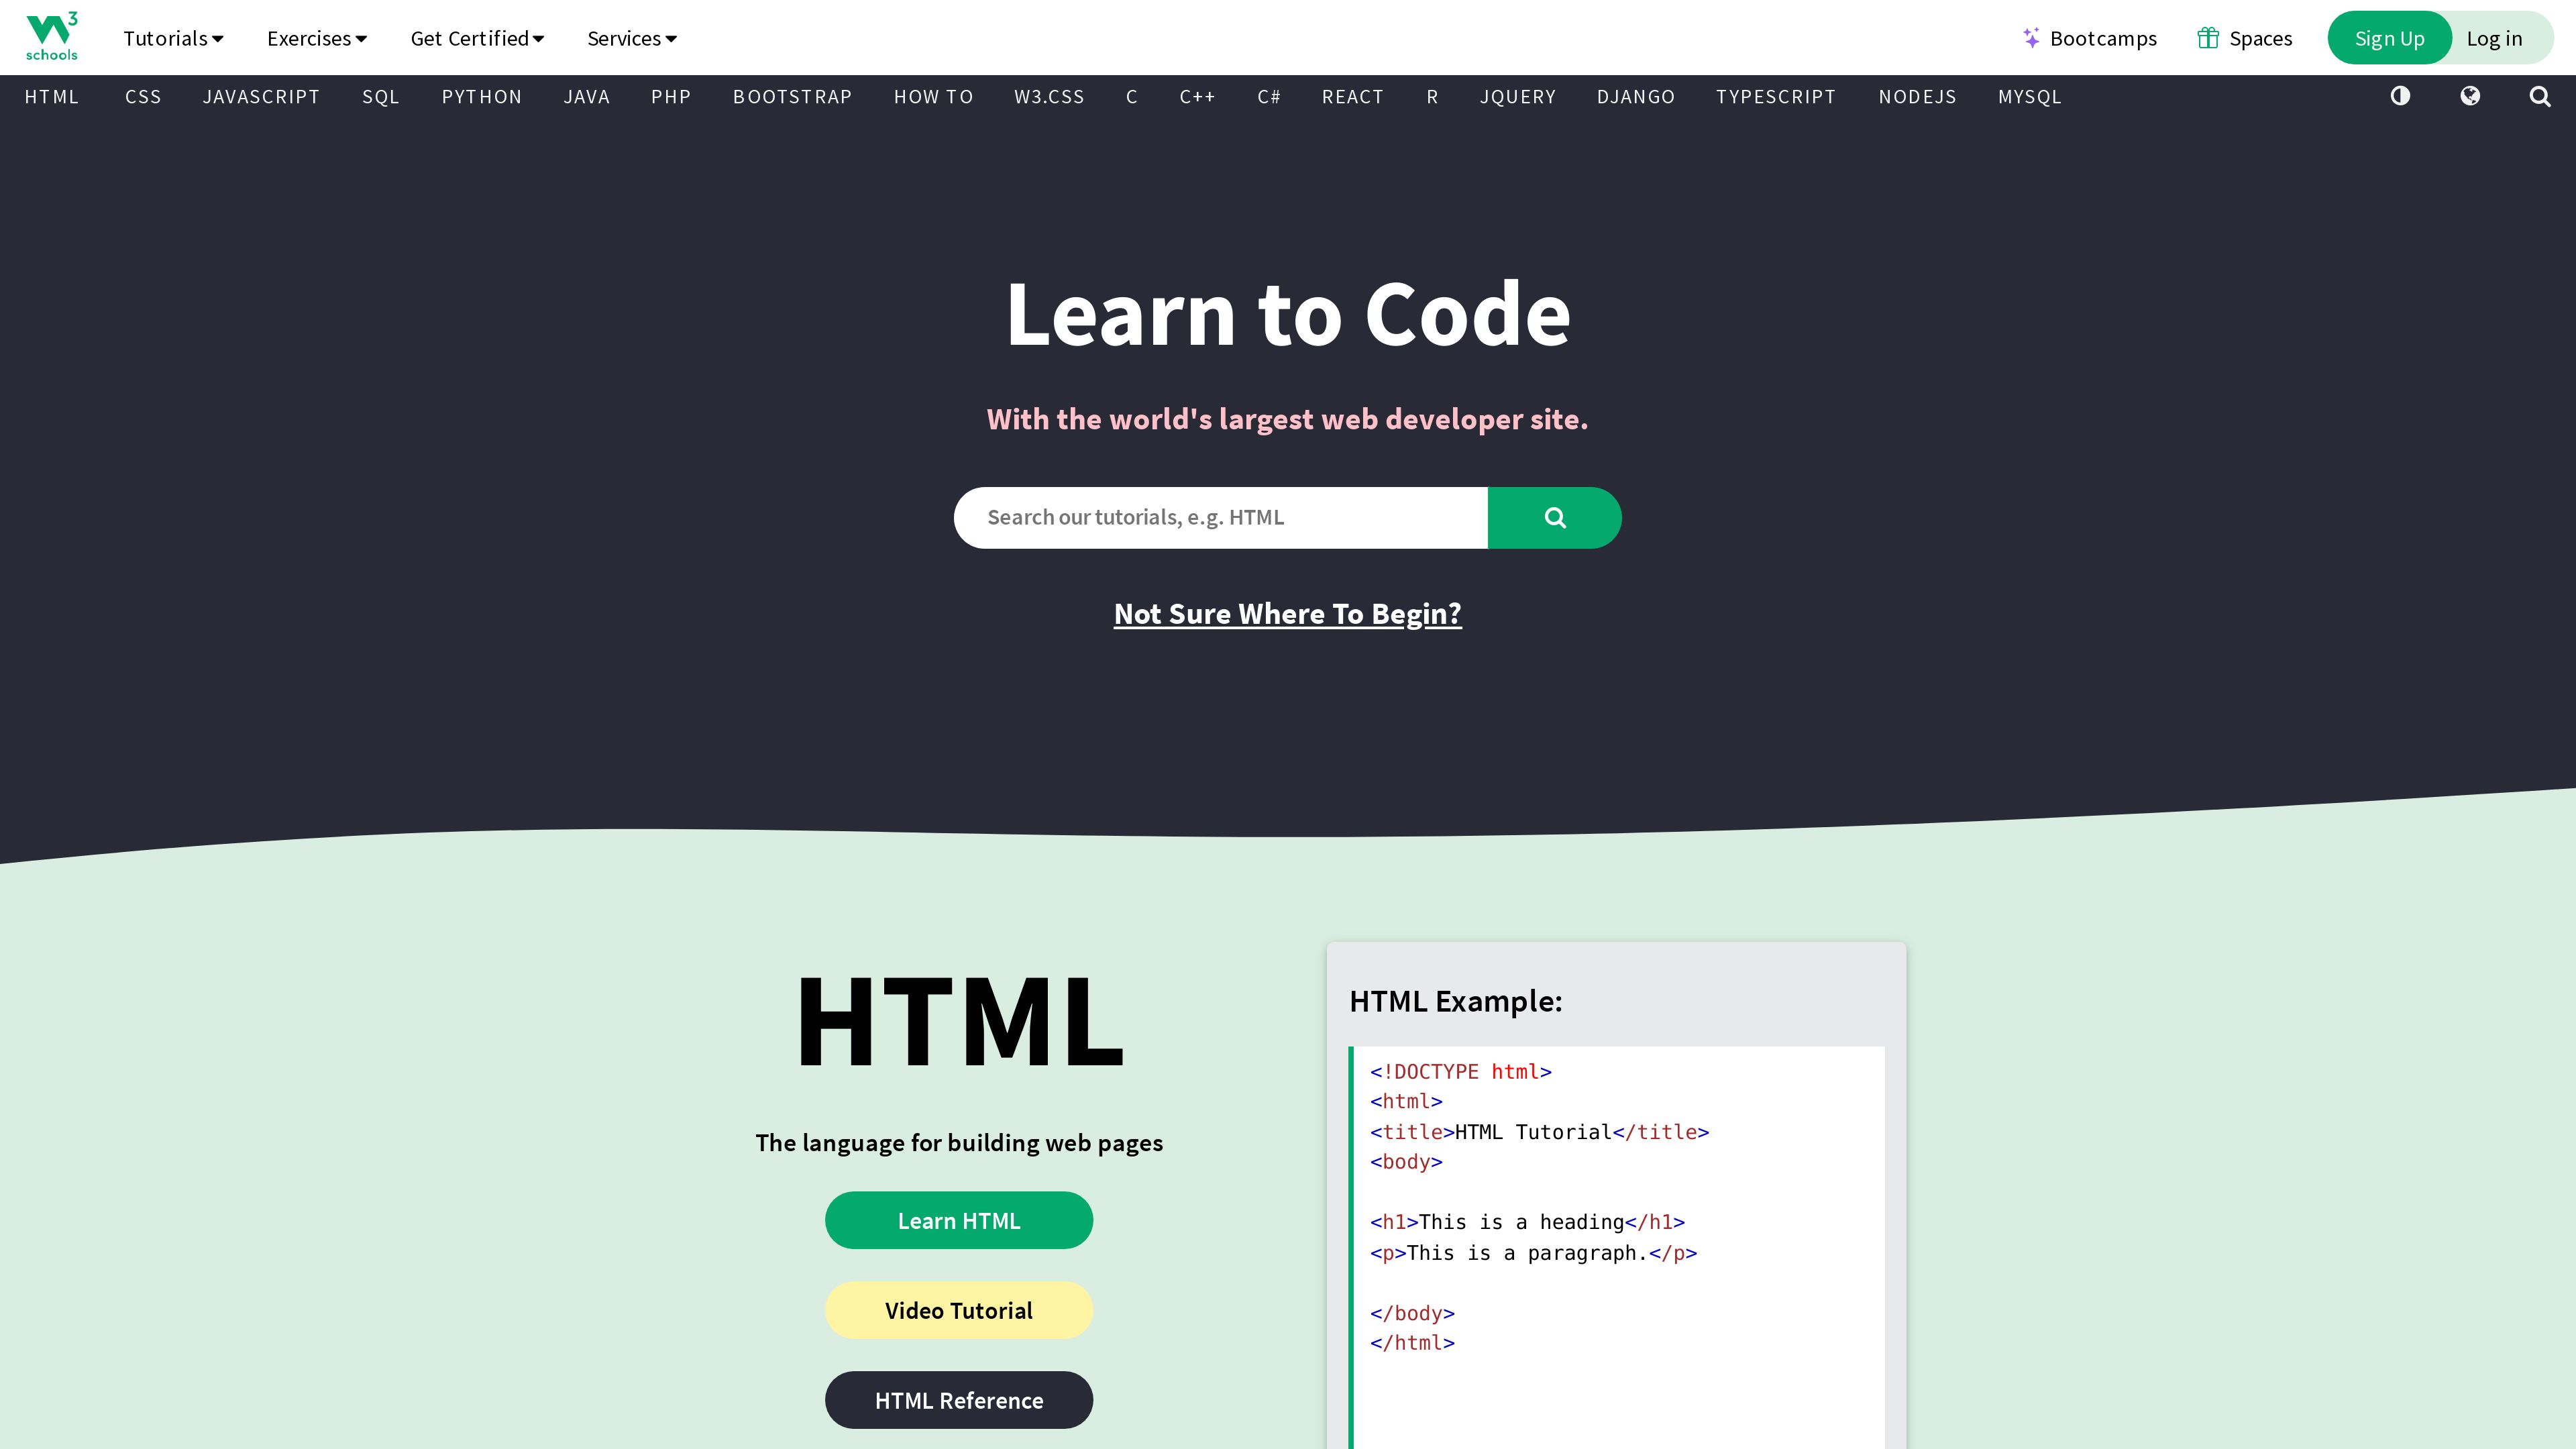 3
schools
Tutorials Exercises Get Certified Services Bootcamps Spaces Sign Up Log in
HTML CSS JAVASCRIPT SQL PYTHON JAVA PHP BOOTSTRAP HOW TO W3.CSS C C++ C# REACT R JQUERY DJANGO TYPESCRIPT NODEJS MYSQL
Learn to Code
With the world's largest web developer site.
Search our tutorials, e.g. HTML
Not Sure Where To Begin?
HTML
The language for building web pages
Learn HTML
Video Tutorial
HTML Reference
HTML Example:
<!DOCTYPE html>
<html>
<title>HTML Tutorial</title>
<body>
<h1>This is a heading</h1>
<p>This is a paragraph.</p>
</body>
</html>